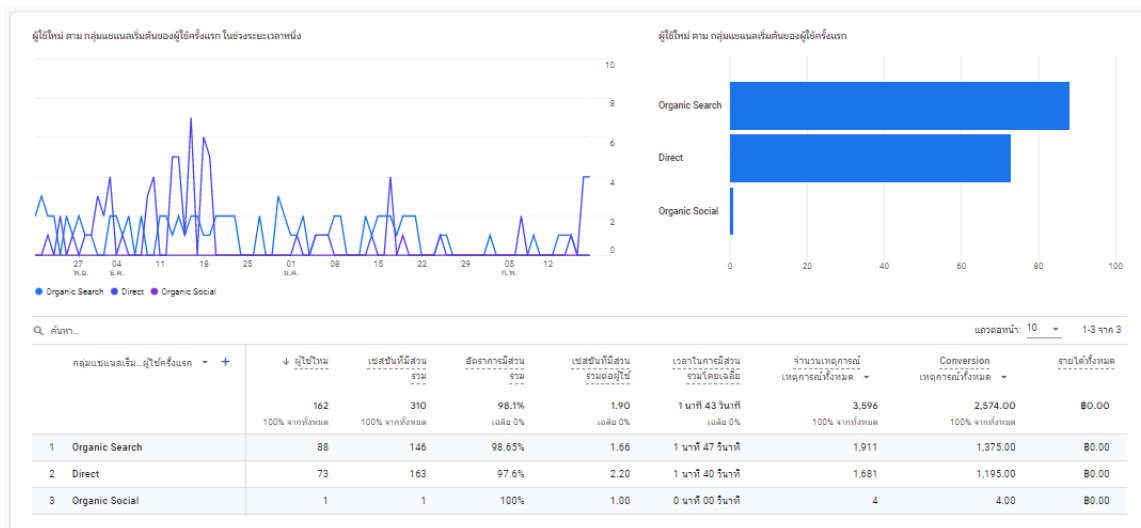 ผู้ใช้ใหม่ ตาม กลุ่มแชแนลเริ่มต้นของผู้ใช้ครั้งแรก ในช่วงระยะเวลาหนึ่ง
10
8
6
4
2
0
27 04 11 18 25 01 08 15 22 29 05 12
พ.ย. ธ.ค. ม.ค. ก.พ.
Organic Search Direct Organic Social
ผู้ใช้ใหม่ ตาม กลุ่มแชแนลเริ่มต้นของผู้ใช้ครั้งแรก
Organic Search
Direct
Organic Social
0 20 40 60 80 100
ค้นหา... แถวต่อหน้า: 10 1-3 จาก 3
กลุ่มแชแนลเริ่ม...ผู้ใช้ครั้งแรก + ↓ ผู้ใช้ใหม่ เซสชันที่มีส่วน อัตราการมีส่วน เซสชันที่มีส่วน เวลาในการมีส่วน จำนวนเหตุการณ์ Conversion รายได้ทั้งหมด
ร่วม ร่วม ร่วมต่อผู้ใช้ ร่วมโดยเฉลี่ย เหตุการณ์ทั้งหมด เหตุการณ์ทั้งหมด
162 310 98.1% 1.90 1 นาที 43 วินาที 3,596 2,574.00 ฿0.00
100% จากทั้งหมด 100% จากทั้งหมด เฉลี่ย 0% เฉลี่ย 0% เฉลี่ย 0% 100% จากทั้งหมด 100% จากทั้งหมด
1 Organic Search 88 146 98.65% 1.66 1 นาที 47 วินาที 1,911 1,375.00 ฿0.00
2 Direct 73 163 97.6% 2.20 1 นาที 40 วินาที 1,681 1,195.00 ฿0.00
3 Organic Social 1 1 100% 1.00 0 นาที 00 วินาที 4 4.00 ฿0.00